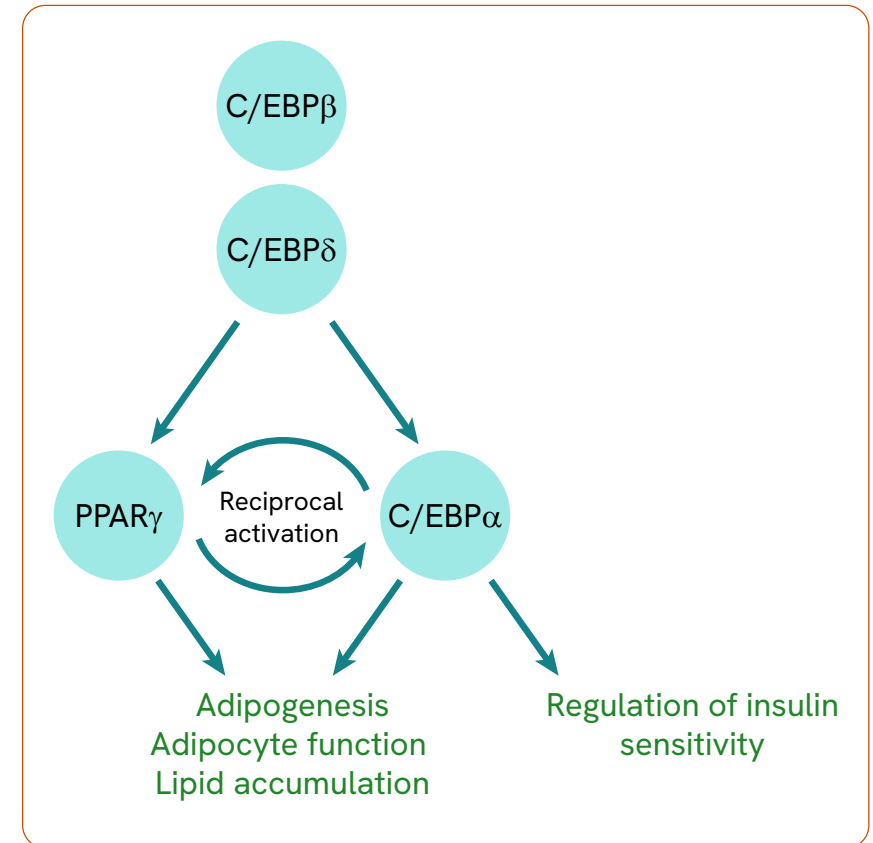 C/EBPβ
C/EBPδ
PPARγ
Reciprocal
activation
C/EBPα
Adipogenesis
Adipocyte function
Lipid accumulation
Regulation of insulin
sensitivity